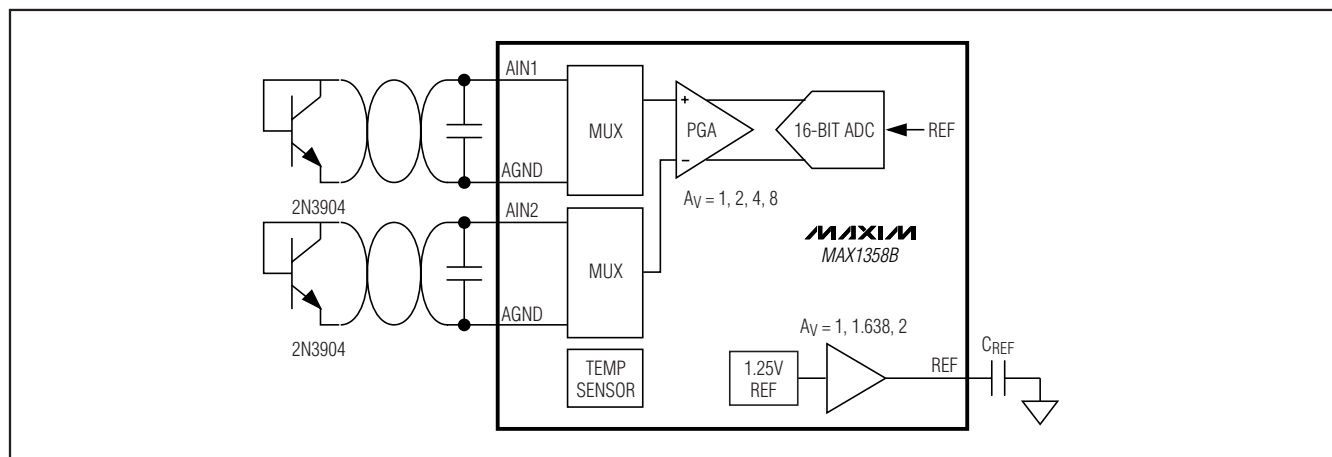 AIN1
MUX
+
PGA
−
16-BIT ADC
REF
AGND
2N3904
AV = 1, 2, 4, 8
AIN2
MUX
MAXIM
MAX1358B
AGND
2N3904
TEMP
SENSOR
1.25V
REF
AV = 1, 1.638, 2
REF
CREF